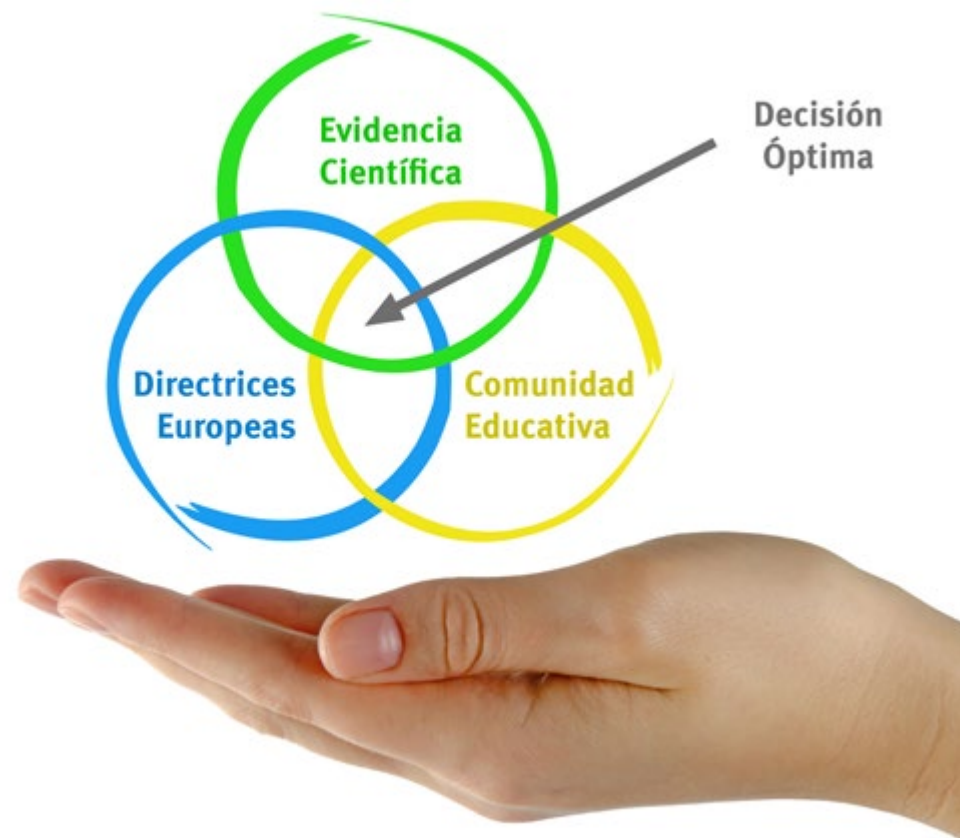 Evidencia
Científica
Decisión
Óptima
Directrices
Europeas
Comunidad
Educativa